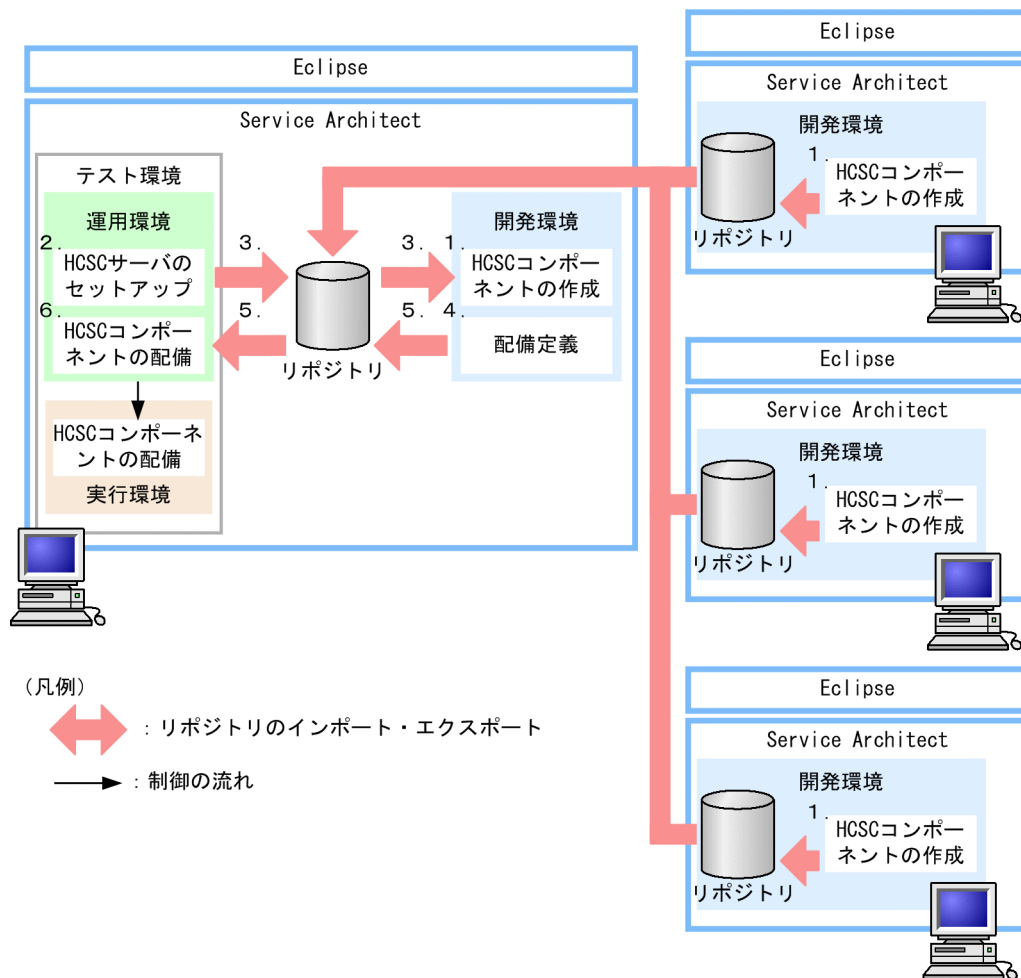 Eclipse
Service Architect
テスト環境
運用環境
2.
HCSCサーバの
セットアップ
6.
HCSCコンポー
ネントの配備
HCSCコンポーネ
ントの配備
実行環境
3.
5.
リポジトリ
3.
5.
開発環境
1.
HCSCコンポー
ネントの作成
4.
配備定義
Eclipse
Service Architect
開発環境
1.
HCSCコンポー
ネントの作成
リポジトリ
Eclipse
Service Architect
開発環境
1.
HCSCコンポー
ネントの作成
リポジトリ
Eclipse
Service Architect
開発環境
1.
HCSCコンポー
ネントの作成
リポジトリ
(凡例)
:リポジトリのインポート・エクスポート
:制御の流れ